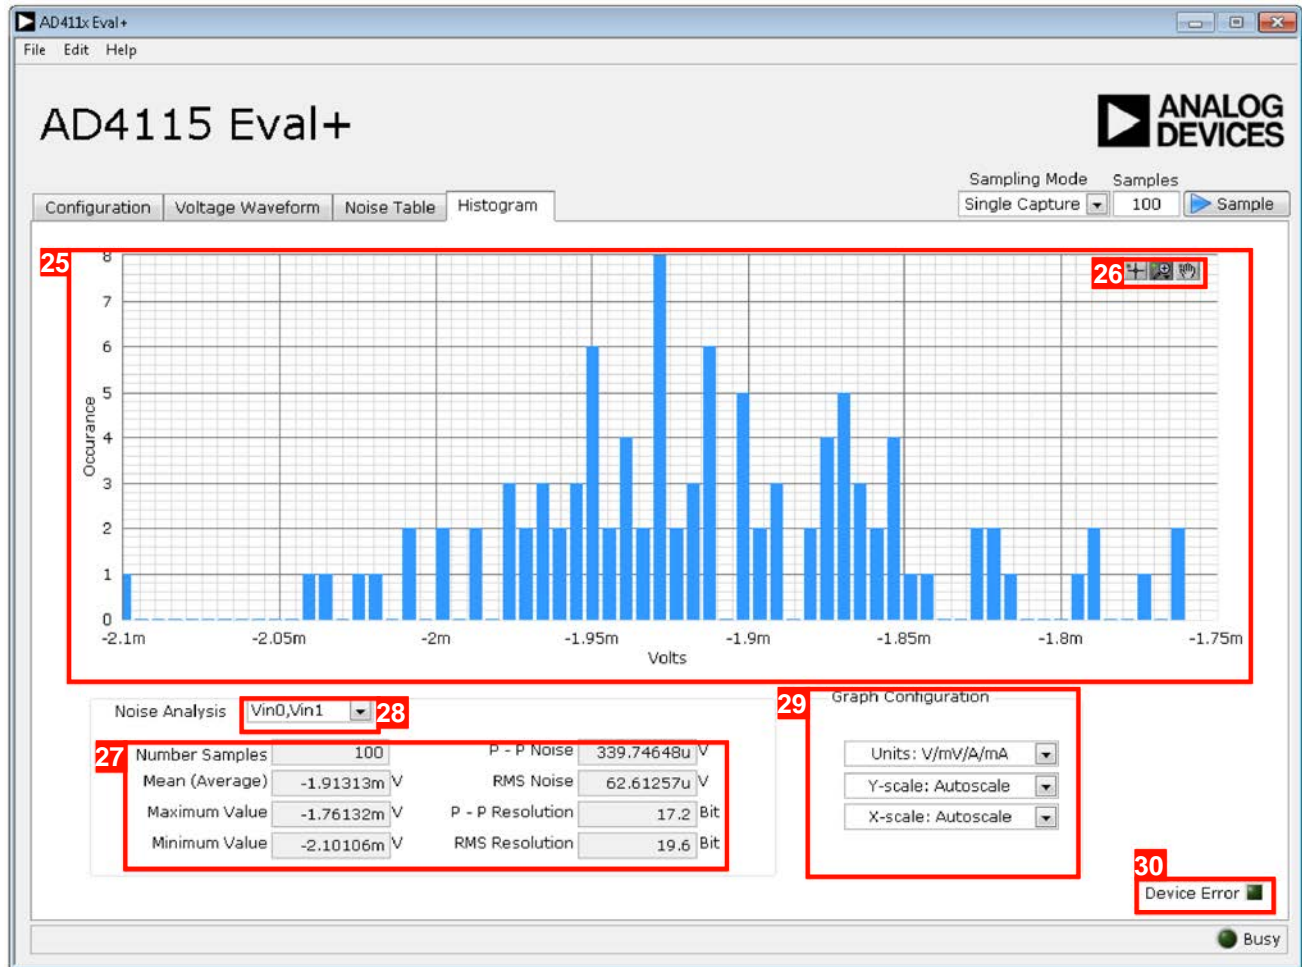 AD411x Eval+
File Edit Help
AD4115 Eval+
ANALOG
DEVICES
Sampling Mode Samples
Configuration Voltage Waveform Noise Table Histogram Single Capture 100 Sample
25
26
8
7
6
5
4
3
2
1
0
Occurance
-2.1m -2.05m -2m -1.95m -1.9m -1.85m -1.8m -1.75m
Volts
Noise Analysis Vin0,Vin1 28
27
Number Samples 100 P - P Noise 339.74648u V
Mean (Average) -1.91313m V RMS Noise 62.61257u V
Maximum Value -1.76132m V P - P Resolution 17.2 Bit
Minimum Value -2.10106m V RMS Resolution 19.6 Bit
29 Graph Configuration
Units: V/mV/A/mA
Y-scale: Autoscale
X-scale: Autoscale
30
Device Error
Busy